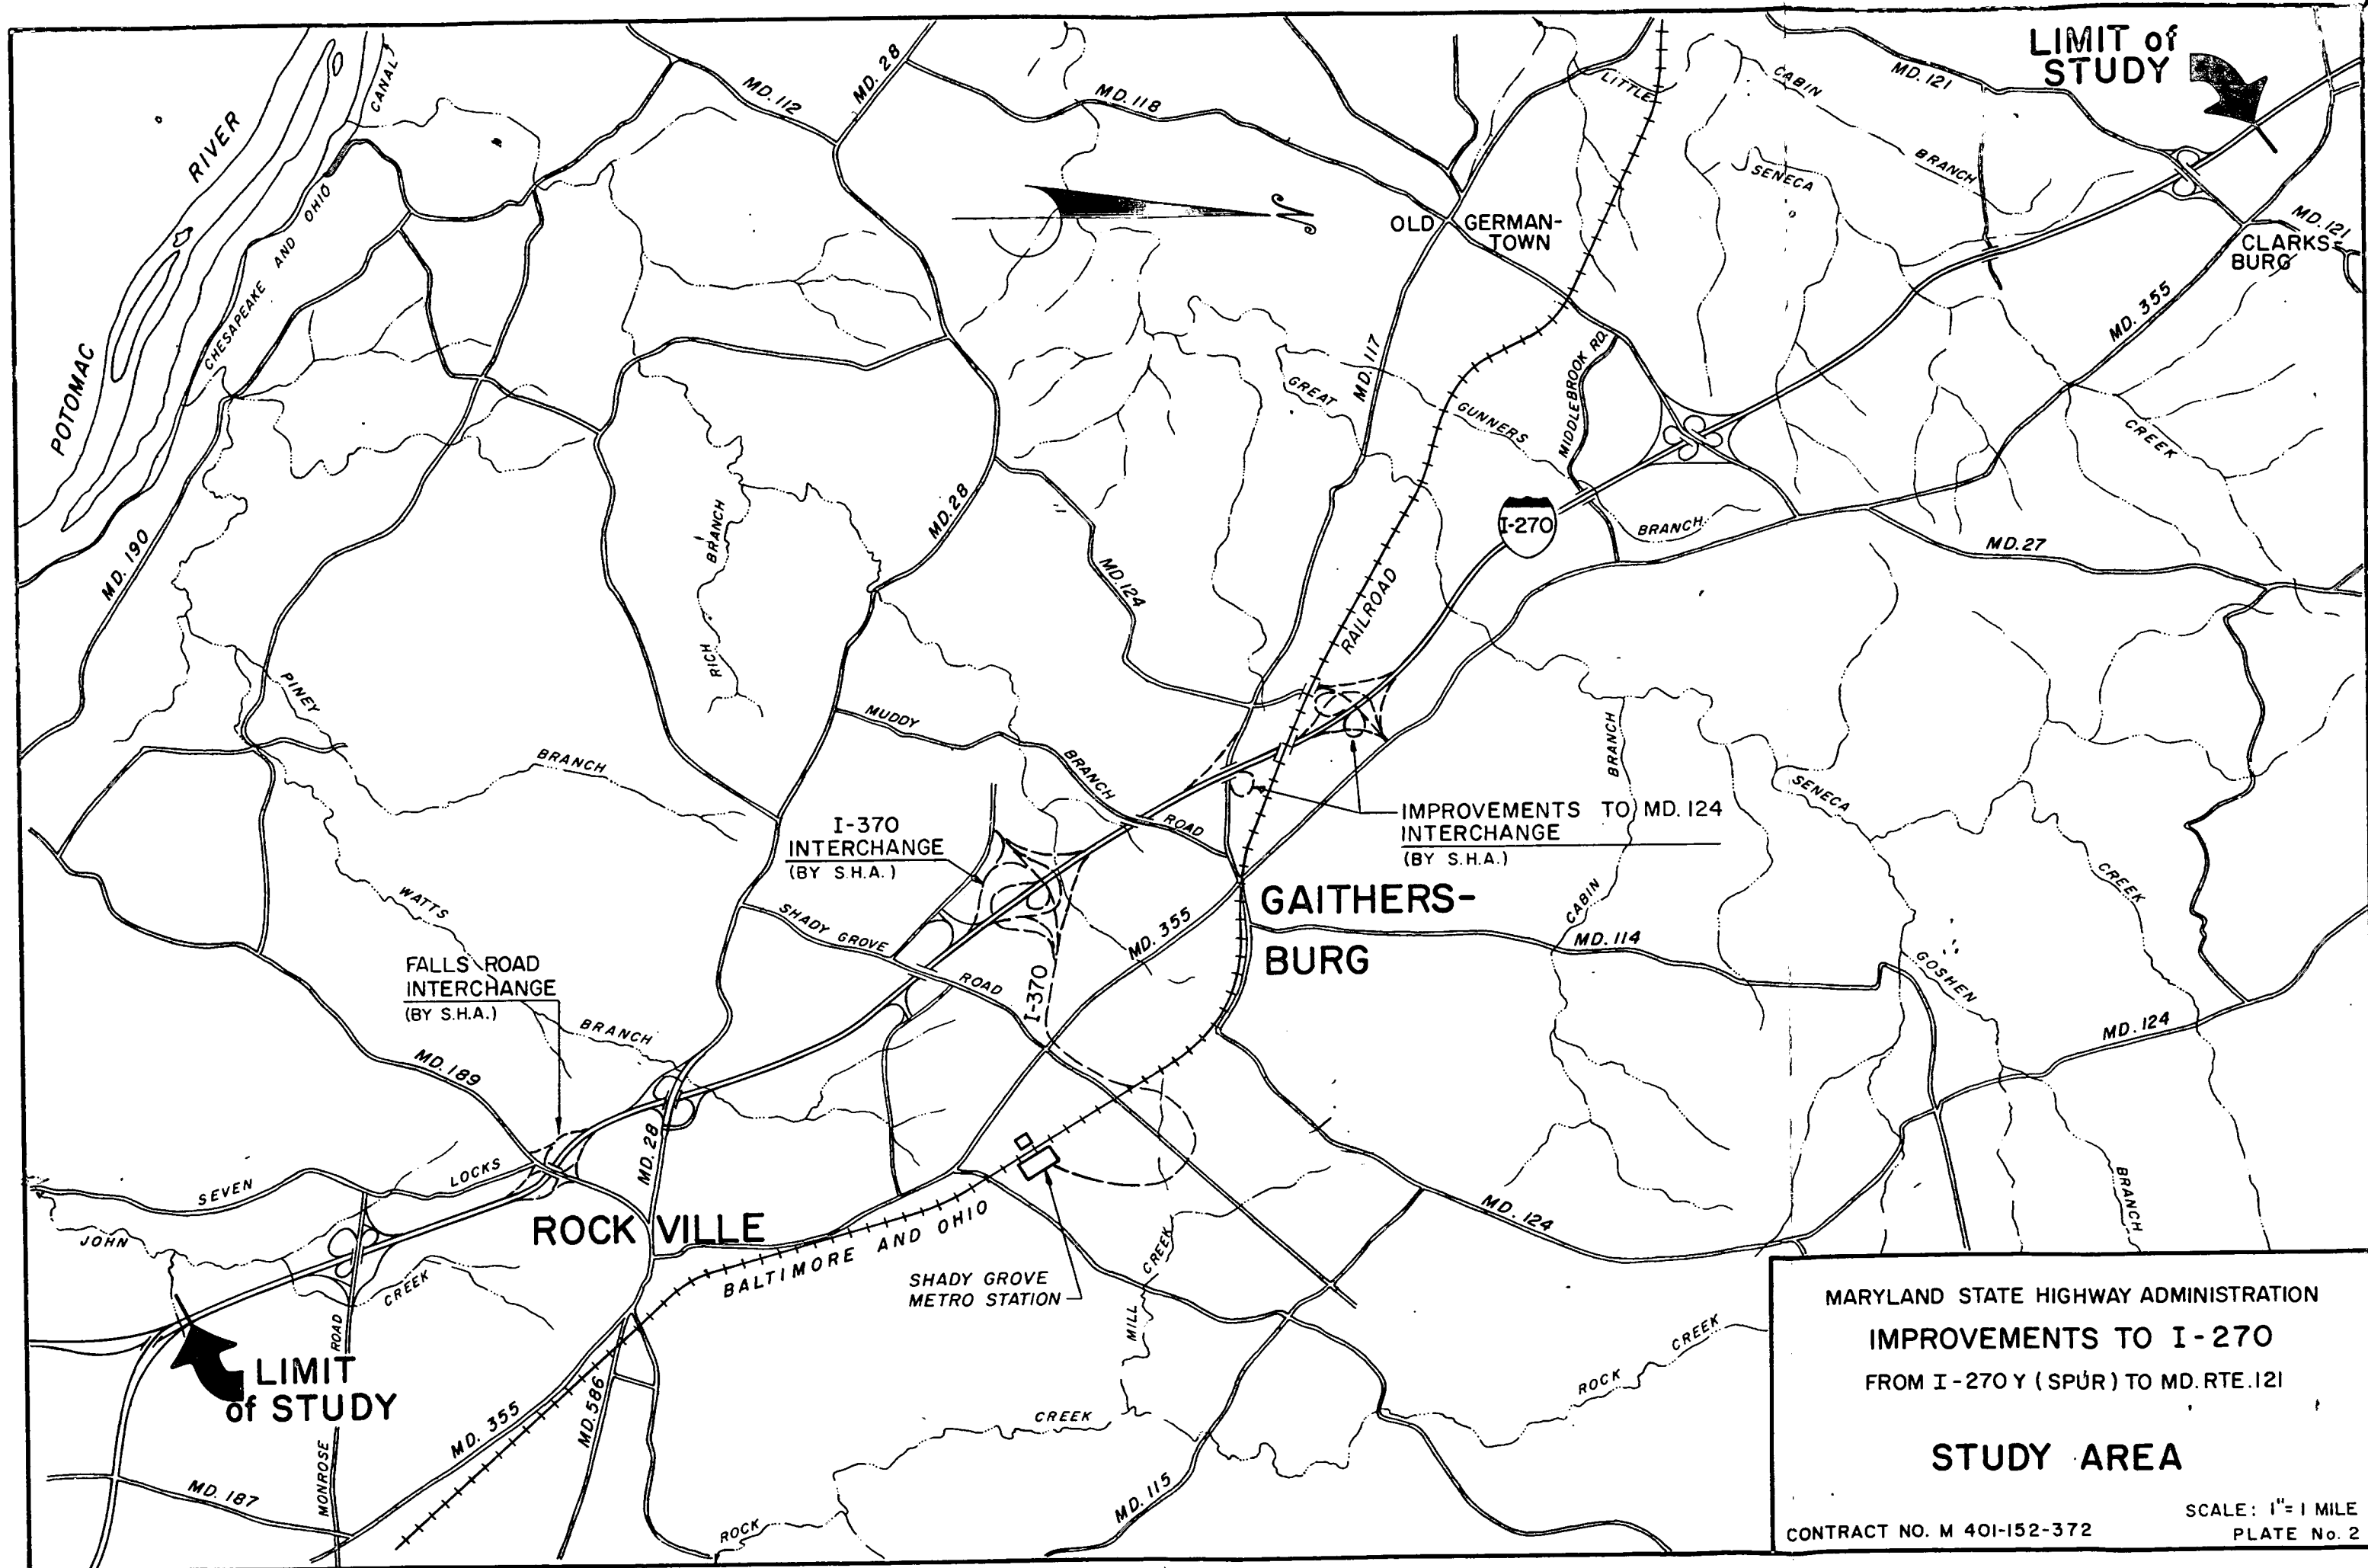 LIMIT of
STUDY
RIVER
CANAL
MD. 112
MD. 28
MD. 118
LITTLE
CABIN
MD. 121
BRANCH
SENECA
N
OLD GERMAN-
TOWN
MD. 121
CLARKS-
BURG
CHESAPEAKE AND OHIO
POTOMAC
MD. 117
MIDDLEBROOK RD.
MD. 355
GREAT
GUNNERS
CREEK
MD. 190
BRANCH
RICH
MD. 28
MD. 124
I-270
BRANCH
MD. 27
RAILROAD
PINEY
BRANCH
MUDDY
BRANCH
ROAD
BRANCH
SENECA
I-370
INTERCHANGE
(BY S.H.A.)
IMPROVEMENTS TO MD. 124
INTERCHANGE
(BY S.H.A.)
WATTS
SHADY GROVE
ROAD
MD. 355
GAITHERS-
BURG
CABIN
MD. 114
CREEK
GOSHEN
FALLS ROAD
INTERCHANGE
(BY S.H.A.)
I-370
BRANCH
MD. 124
MD. 189
MD. 28
SEVEN
LOCKS
JOHN
ROCKVILLE
BALTIMORE AND OHIO
CREEK
SHADY GROVE
METRO STATION
MILL
CREEK
MD. 124
BRANCH
LIMIT
of STUDY
ROAD
MONROSE
MD. 355
MD. 586
MD. 187
CREEK
ROCK
MD. 115
ROCK
CREEK
MARYLAND STATE HIGHWAY ADMINISTRATION
IMPROVEMENTS TO I-270
FROM I-270 Y (SPUR) TO MD. RTE. 121
STUDY AREA
SCALE: 1"= 1 MILE
CONTRACT NO. M 401-152-372
PLATE No. 2